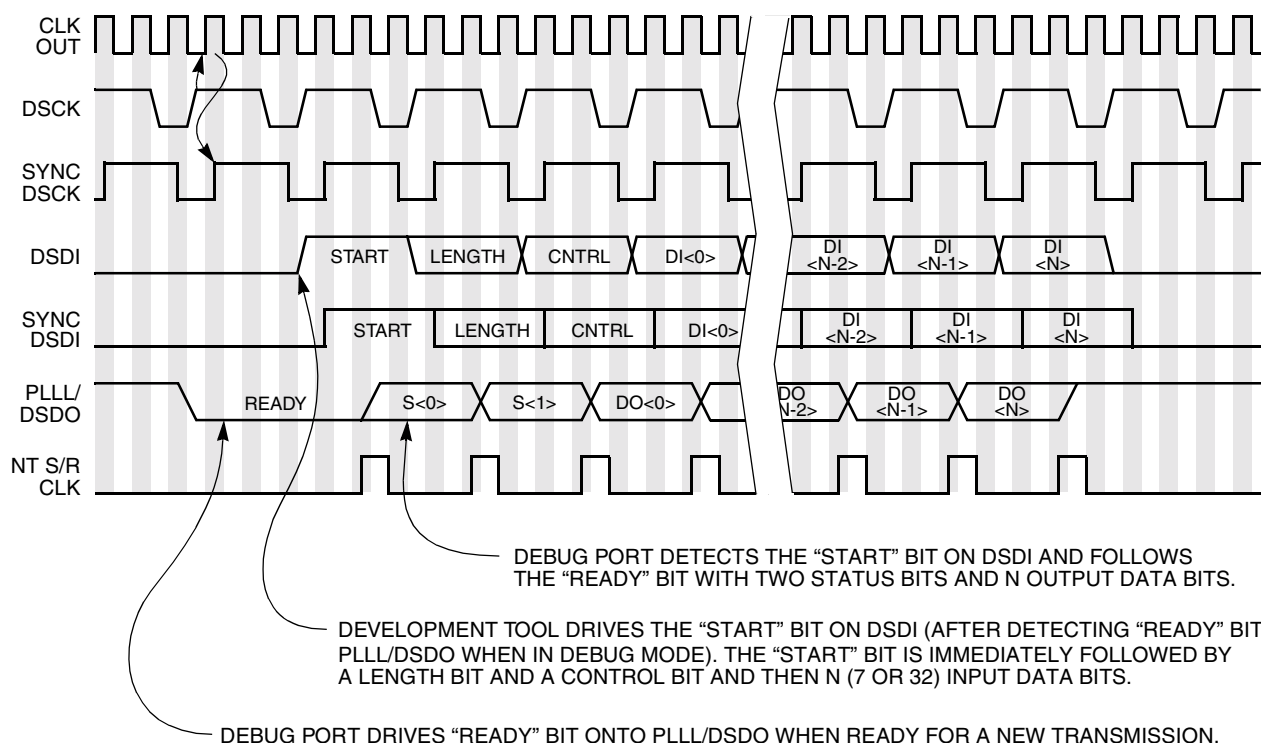 CLK
OUT
DSCK
SYNC
DSCK
DSDI
START
LENGTH
CNTRL
DI<0>
DI
<N-2>
DI
<N-1>
DI
<N>
SYNC
DSDI
START
LENGTH
CNTRL
DI<0>
DI
<N-2>
DI
<N-1>
DI
<N>
PLLL/
DSDO
READY
S<0>
S<1>
DO<0>
DO
N-2>
DO
<N-1>
DO
<N>
NT S/R
CLK
DEBUG PORT DETECTS THE “START” BIT ON DSDI AND FOLLOWS
THE “READY” BIT WITH TWO STATUS BITS AND N OUTPUT DATA BITS.
DEVELOPMENT TOOL DRIVES THE “START” BIT ON DSDI (AFTER DETECTING “READY” BIT
PLLL/DSDO WHEN IN DEBUG MODE). THE “START” BIT IS IMMEDIATELY FOLLOWED BY
A LENGTH BIT AND A CONTROL BIT AND THEN N (7 OR 32) INPUT DATA BITS.
DEBUG PORT DRIVES “READY” BIT ONTO PLLL/DSDO WHEN READY FOR A NEW TRANSMISSION.